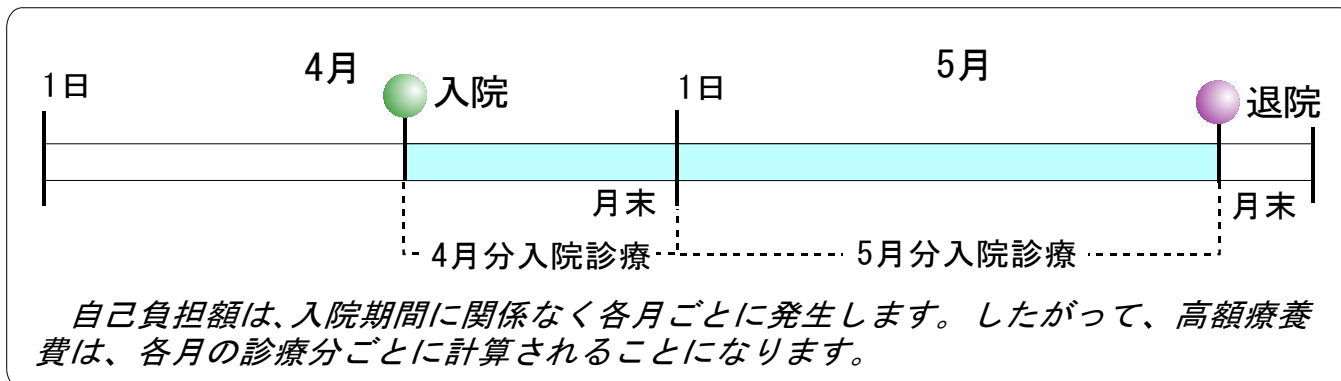 4月
5月
1日
入院
1日
退院
月末
月末
4月分入院診療
5月分入院診療
自己負担額は、入院期間に関係なく各月ごとに発生します。したがって、高額療養
費は、各月の診療分ごとに計算されることになります。